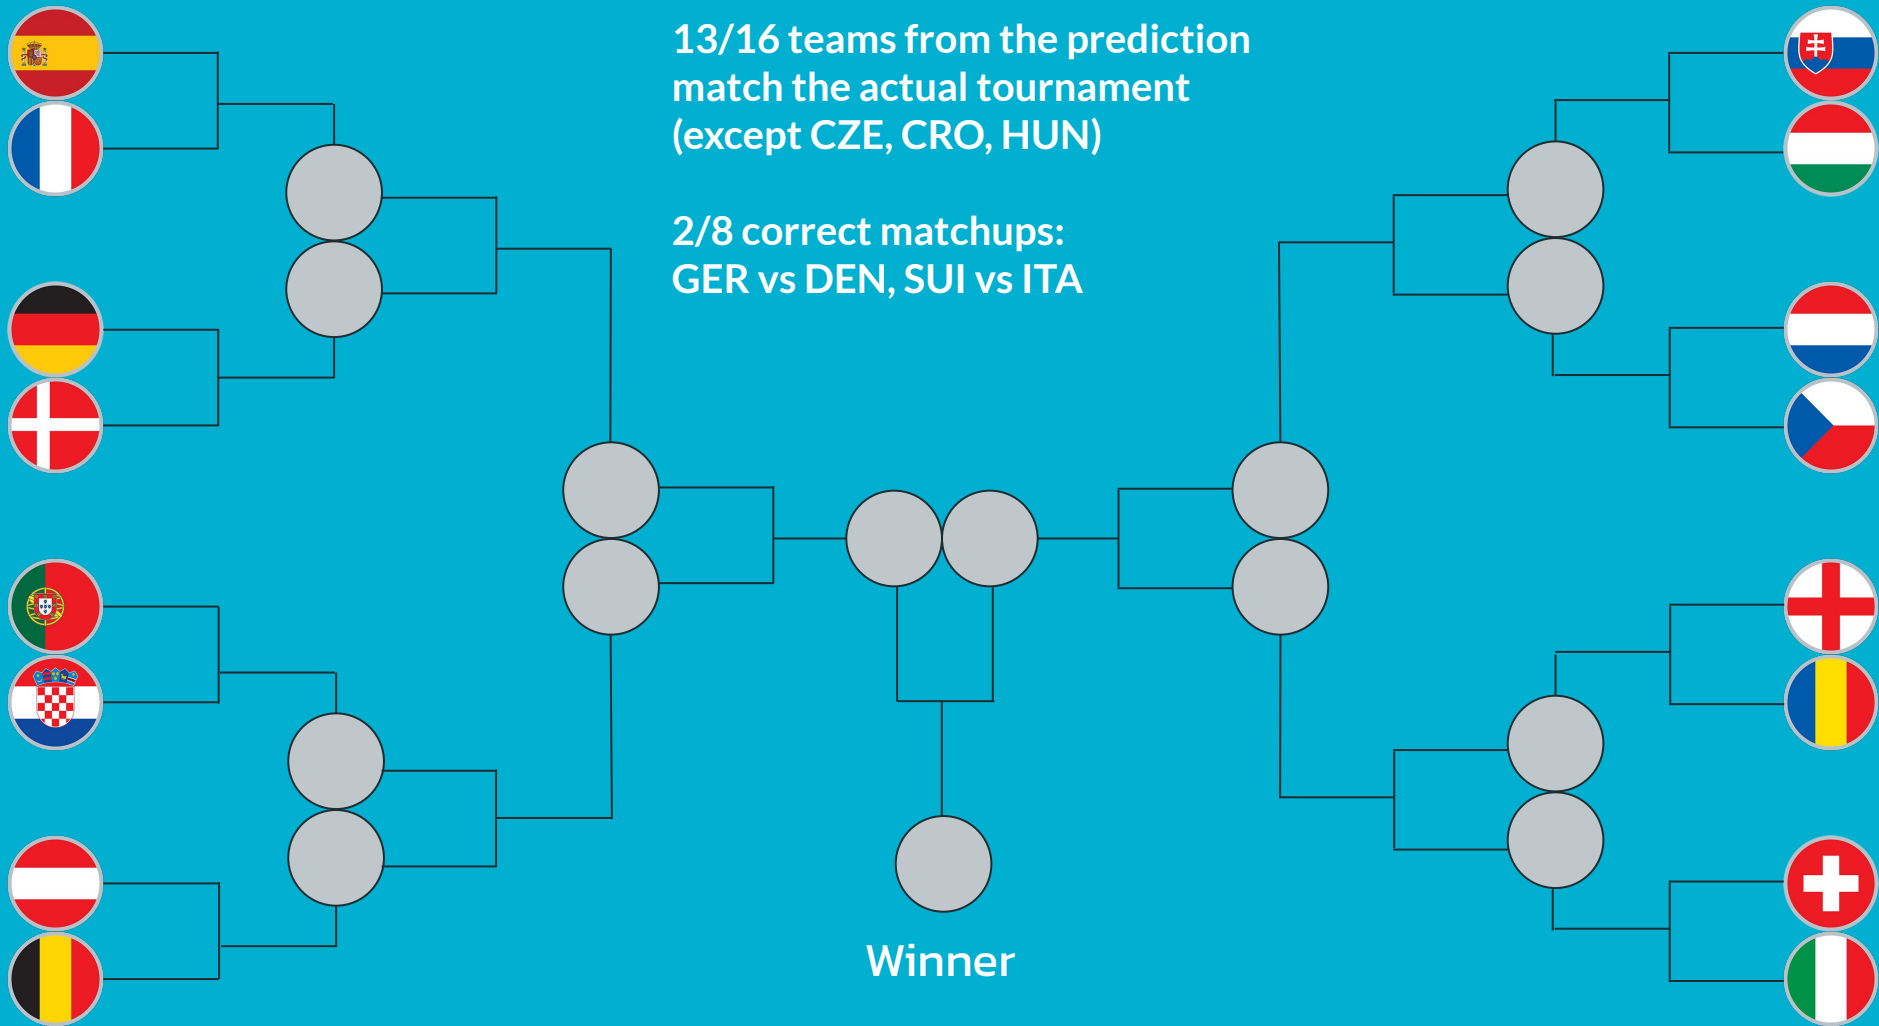 13/16 teams from the prediction
match the actual tournament
(except CZE, CRO, HUN)
2/8 correct matchups:
GER vs DEN, SUI vs ITA
Winner